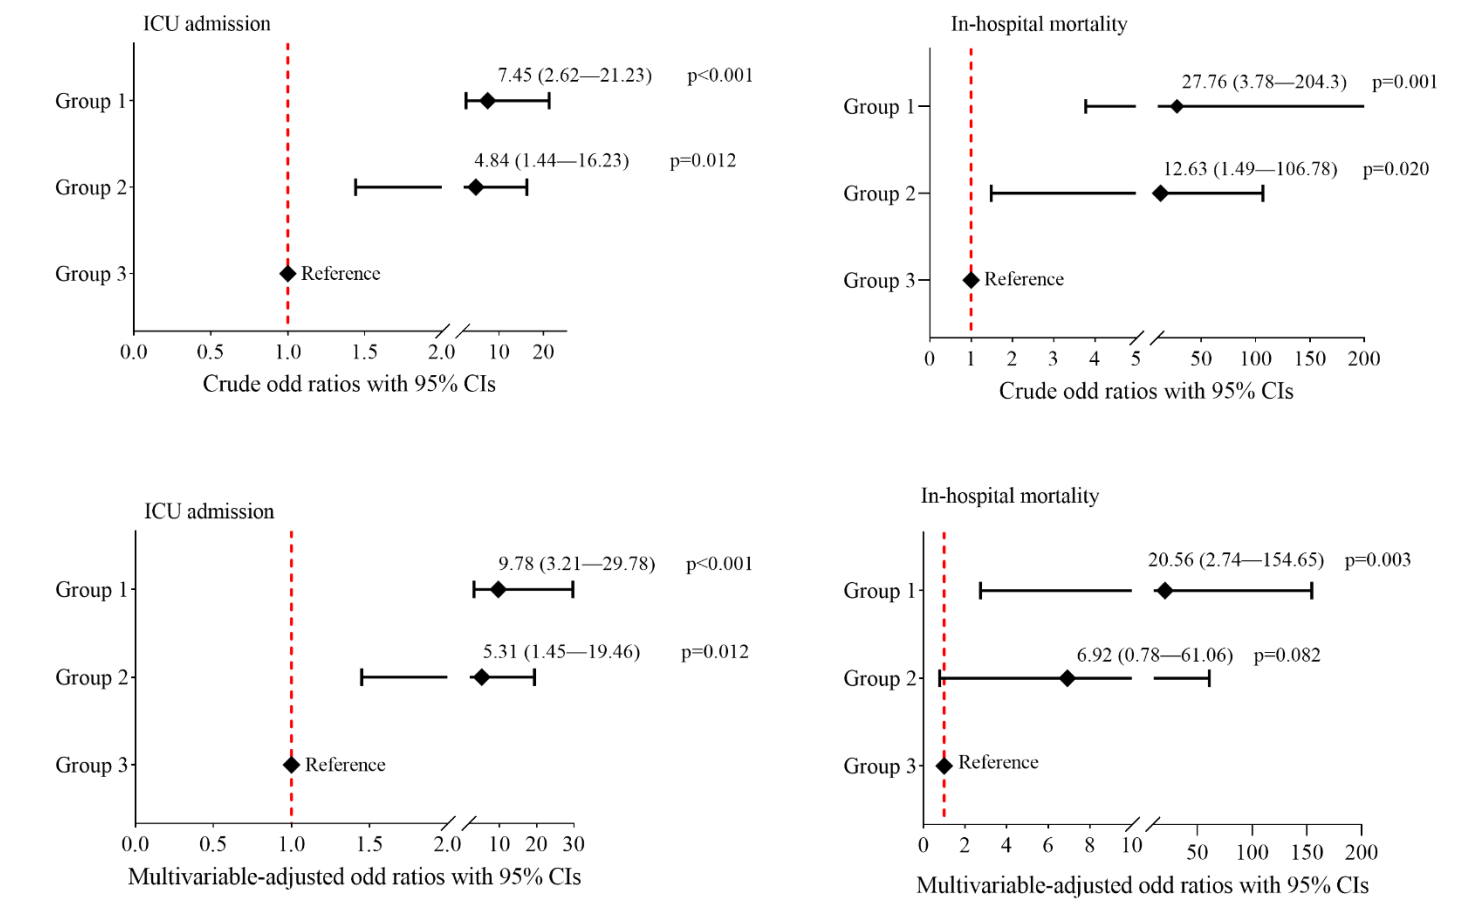 ICU admission
7.45 (2.62—21.23) p<0.001
Group 1
4.84 (1.44—16.23) p=0.012
Group 2
Group 3 Reference
0.0 0.5 1.0 1.5 2.0 10 20
Crude odd ratios with 95% CIs
In-hospital mortality
27.76 (3.78—204.3) p=0.001
Group 1
12.63 (1.49—106.78) p=0.020
Group 2
Group 3 Reference
0 1 2 3 4 5 50 100 150 200
Crude odd ratios with 95% CIs
ICU admission
9.78 (3.21—29.78) p<0.001
Group 1
5.31 (1.45—19.46) p=0.012
Group 2
Group 3 Reference
0.0 0.5 1.0 1.5 2.0 10 20 30
Multivariable-adjusted odd ratios with 95% CIs
In-hospital mortality
20.56 (2.74—154.65) p=0.003
Group 1
6.92 (0.78—61.06) p=0.082
Group 2
Group 3 Reference
0 2 4 6 8 10 50 100 150 200
Multivariable-adjusted odd ratios with 95% CIs